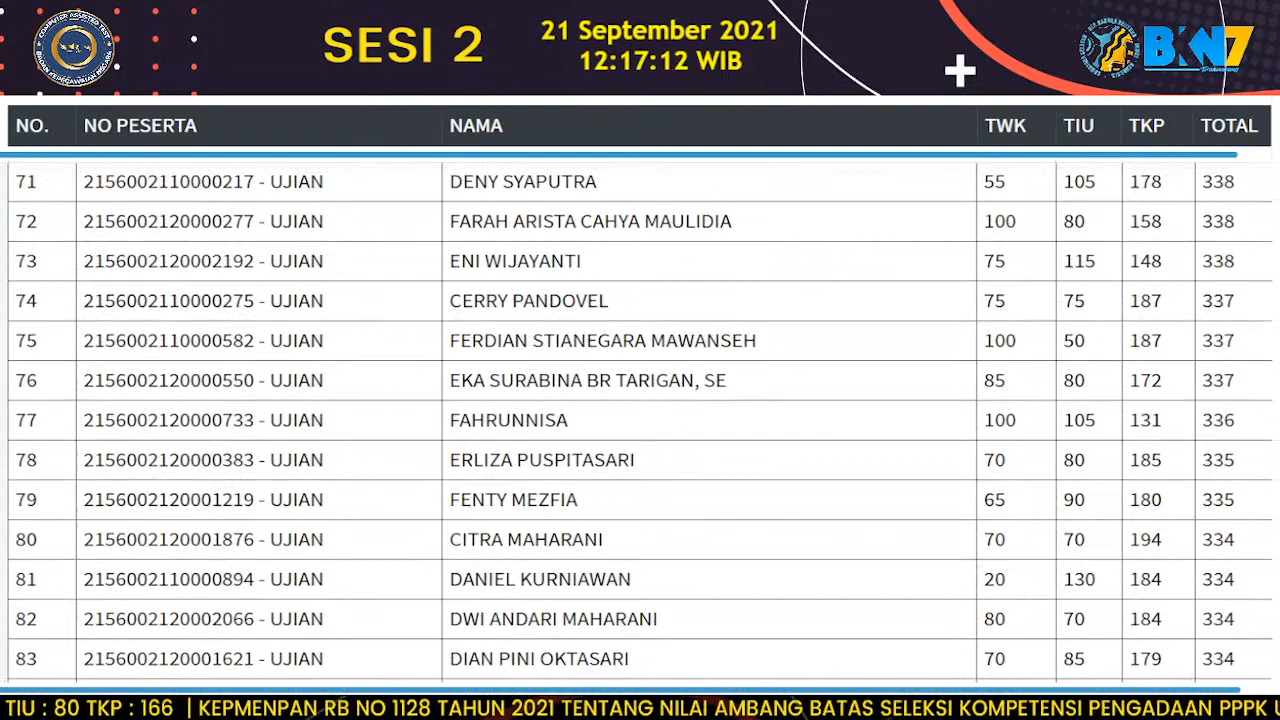 COMPUTER ASSISTED TEST
BADAN KEPEGAWAIAN NEGARA
SESI 2
21 September 2021
12:17:12 WIB
BKN7
NO. NO PESERTA NAMA TWK TIU TKP TOTAL
71 2156002110000217 - UJIAN DENY SYAPUTRA 55 105 178 338
72 2156002120000277 - UJIAN FARAH ARISTA CAHYA MAULIDIA 100 80 158 338
73 2156002120002192 - UJIAN ENI WIJAYANTI 75 115 148 338
74 2156002110000275 - UJIAN CERRY PANDOVEL 75 75 187 337
75 2156002110000582 - UJIAN FERDIAN STIANEGARA MAWANSEH 100 50 187 337
76 2156002120000550 - UJIAN EKA SURABINA BR TARIGAN, SE 85 80 172 337
77 2156002120000733 - UJIAN FAHRUNNISA 100 105 131 336
78 2156002120000383 - UJIAN ERLIZA PUSPITASARI 70 80 185 335
79 2156002120001219 - UJIAN FENTY MEZFIA 65 90 180 335
80 2156002120001876 - UJIAN CITRA MAHARANI 70 70 194 334
81 2156002110000894 - UJIAN DANIEL KURNIAWAN 20 130 184 334
82 2156002120002066 - UJIAN DWI ANDARI MAHARANI 80 70 184 334
83 2156002120001621 - UJIAN DIAN PINI OKTASARI 70 85 179 334
TIU : 80 TKP : 166 | KEPMENPAN RB NO 1128 TAHUN 2021 TENTANG NILAI AMBANG BATAS SELEKSI KOMPETENSI PENGADAAN PPPK U